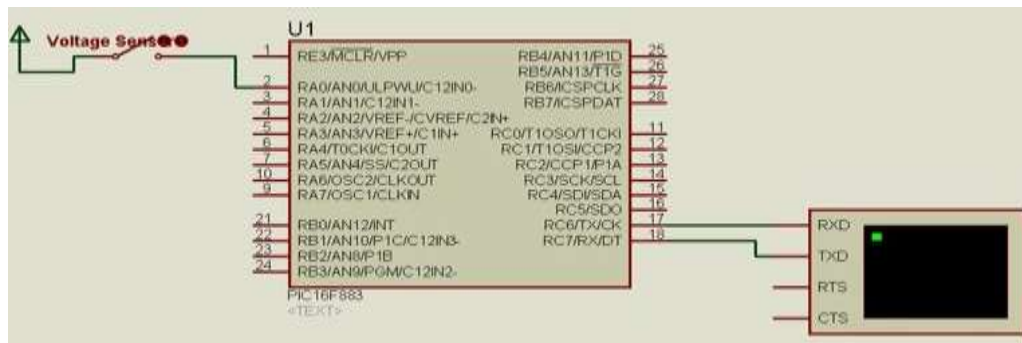 U1
Voltage Sensor
1 RE3/MCLR/VPP
2 RA0/AN0/ULPWU/C12IN0-
3 RA1/AN1/C12IN1-
4 RA2/AN2/VREF-/CVREF/C2IN+
5 RA3/AN3/VREF+/C1IN+
6 RA4/T0CKI/C1OUT
7 RA5/AN4/SS/C2OUT
10 RA6/OSC2/CLKOUT
9 RA7/OSC1/CLKIN
21 RB0/AN12/INT
22 RB1/AN10/P1C/C12IN3-
23 RB2/AN8/P1B
24 RB3/AN9/PGM/C12IN2-
RB4/AN11/P1D 25
RB5/AN13/T1G 26
RB6/ICSPCLK 27
RB7/ICSPDAT 28
RC0/T1OSO/T1CKI 11
RC1/T1OSI/CCP2 12
RC2/CCP1/P1A 13
RC3/SCK/SCL 14
RC4/SDI/SDA 15
RC5/SDO 16
RC6/TX/CK 17
RC7/RX/DT 18
PIC16F883
<TEXT>
RXD
TXD
RTS
CTS